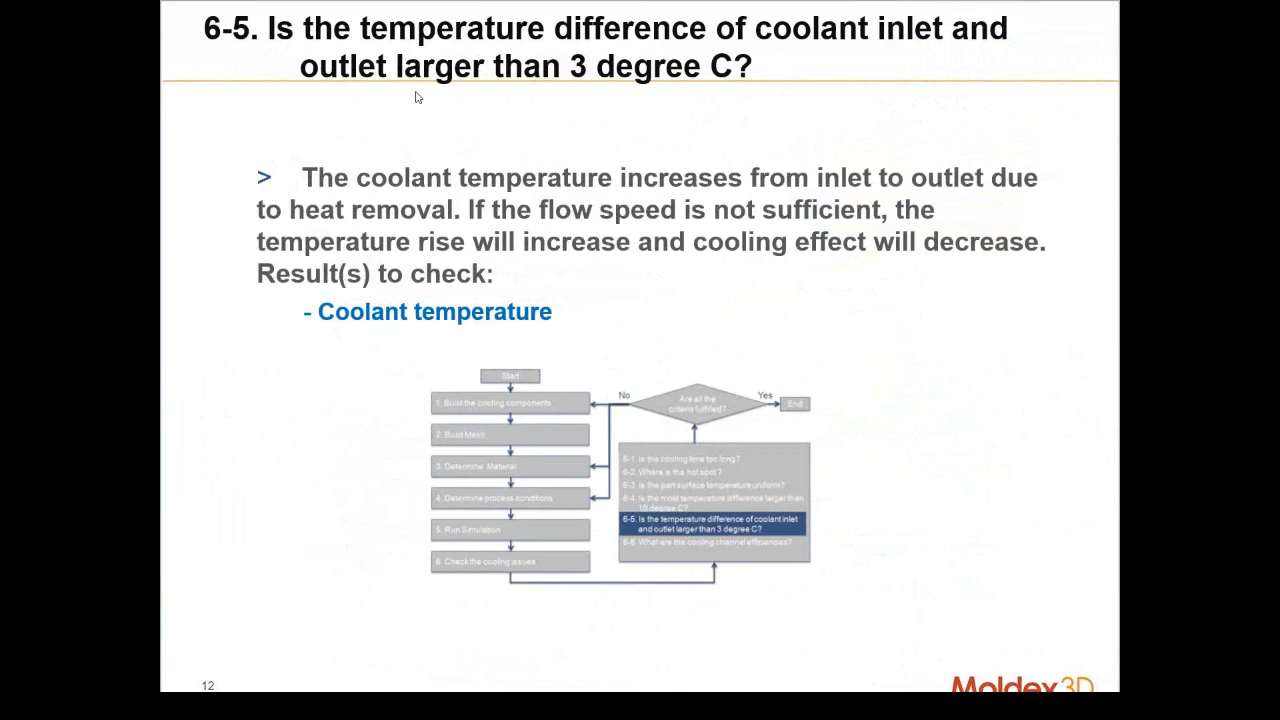 6-5. Is the temperature difference of coolant inlet and
outlet larger than 3 degree C?
> The coolant temperature increases from inlet to outlet due
to heat removal. If the flow speed is not sufficient, the
temperature rise will increase and cooling effect will decrease.
Result(s) to check:
- Coolant temperature
Start
1. Build the cooling components
2. Build Mesh
3. Determine Material
4. Determine process conditions
5. Run Simulation
6. Check the cooling issues
No
Are all the
criteria fulfilled?
Yes
End
6-1. Is the cooling time too long?
6-2. Where is the hot spot?
6-3. Is the part surface temperature uniform?
6-4. Is the mold temperature difference larger than
10 degree C?
6-5. Is the temperature difference of coolant inlet
and outlet larger than 3 degree C?
6-6. What are the cooling channel efficiencies?
12
Moldex3D